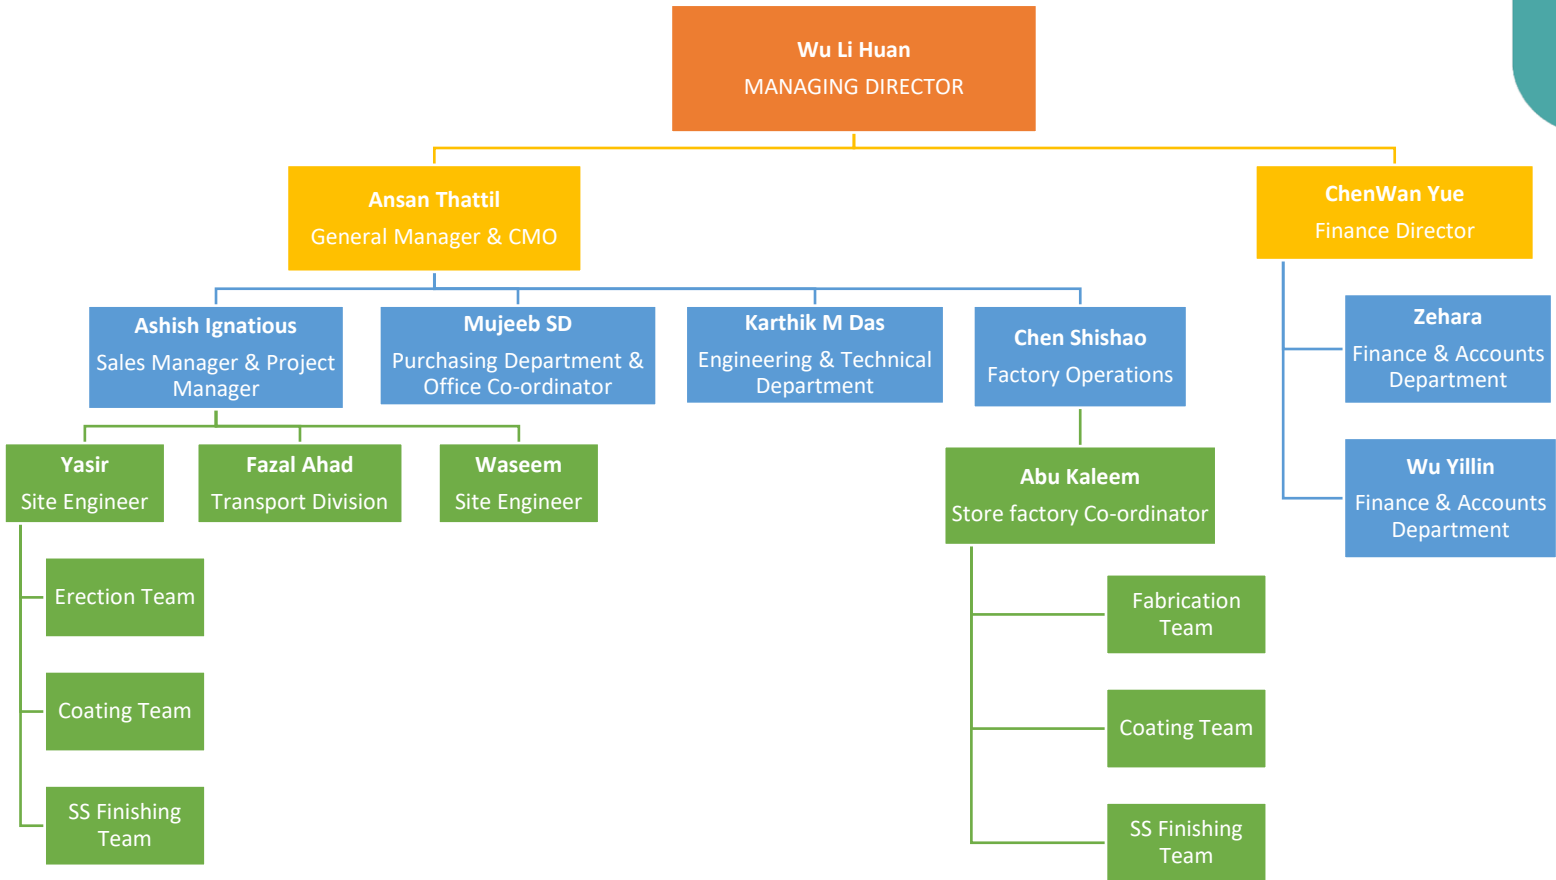 Wu Li Huan
MANAGING DIRECTOR
Ansan Thattil
General Manager & CMO
ChenWan Yue
Finance Director
Ashish Ignatious
Sales Manager & Project
Manager
Mujeeb SD
Purchasing Department &
Office Co-ordinator
Karthik M Das
Engineering & Technical
Department
Chen Shishao
Factory Operations
Zehara
Finance & Accounts
Department
Wu Yillin
Finance & Accounts
Department
Yasir
Site Engineer
Fazal Ahad
Transport Division
Waseem
Site Engineer
Abu Kaleem
Store factory Co-ordinator
Erection Team
Coating Team
SS Finishing
Team
Fabrication
Team
Coating Team
SS Finishing
Team